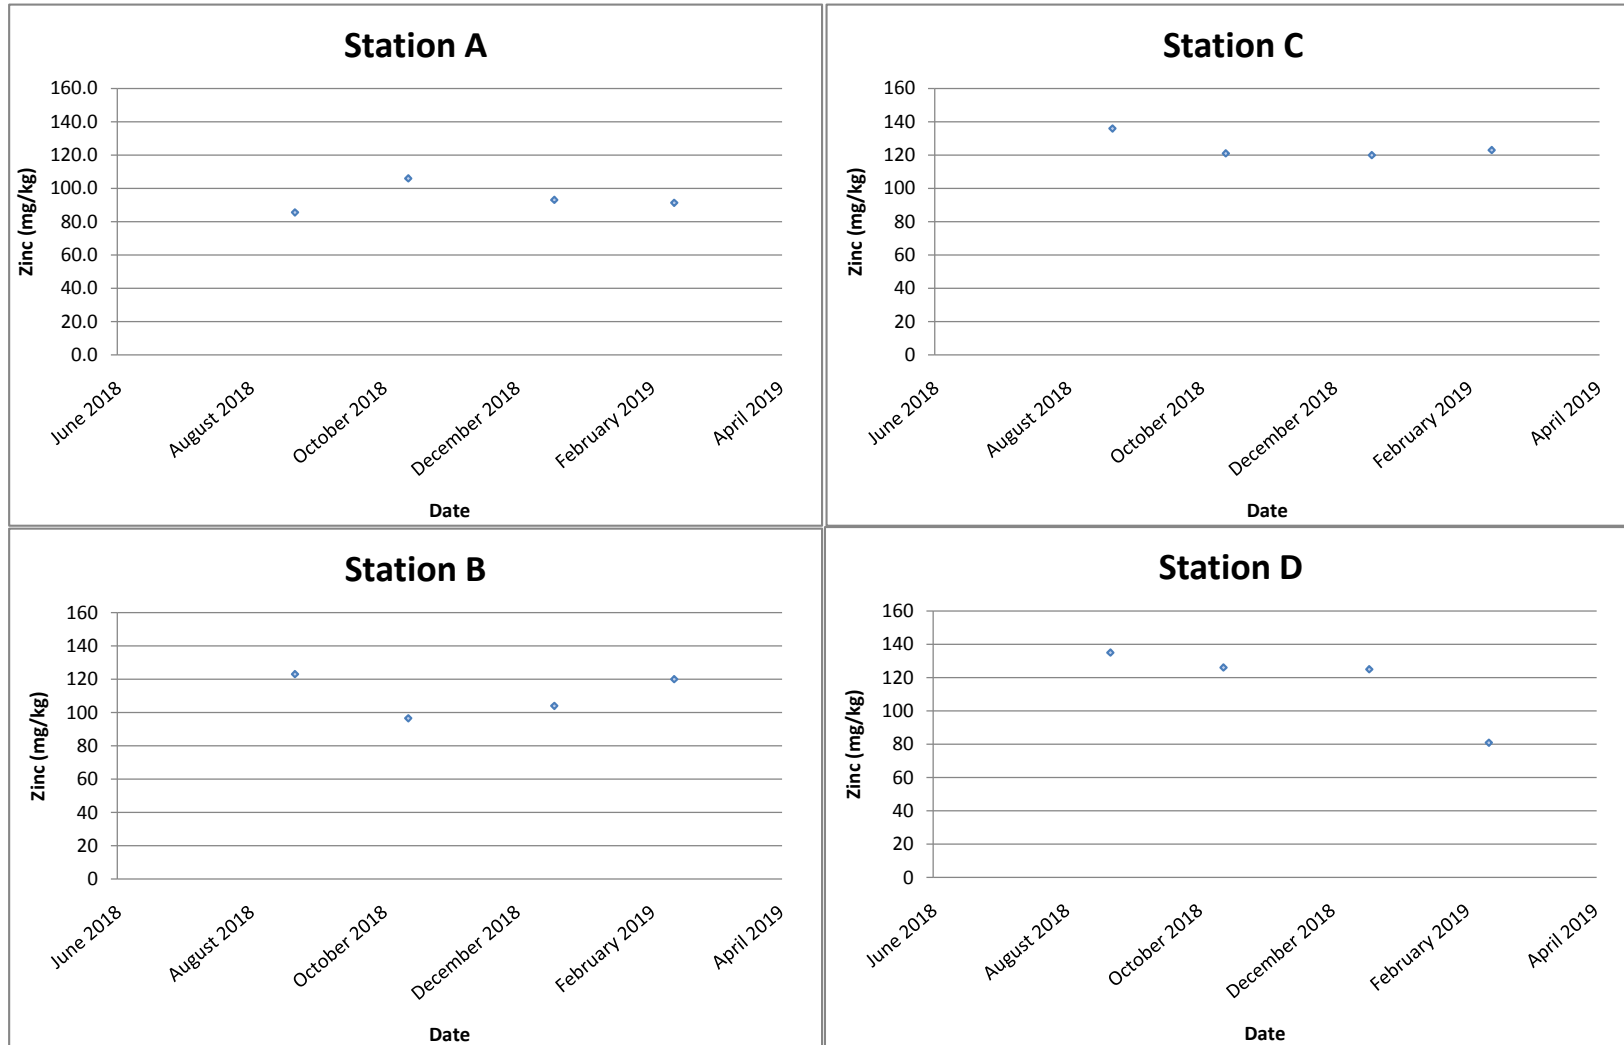 Station A
160.0
140.0
120.0
100.0
80.0
60.0
40.0
20.0
0.0
Zinc (mg/kg)
June 2018
August 2018
October 2018
December 2018
February 2019
April 2019
Date
Station C
160
140
120
100
80
60
40
20
0
Zinc (mg/kg)
June 2018
August 2018
October 2018
December 2018
February 2019
April 2019
Date
Station B
160
140
120
100
80
60
40
20
0
Zinc (mg/kg)
June 2018
August 2018
October 2018
December 2018
February 2019
April 2019
Date
Station D
160
140
120
100
80
60
40
20
0
Zinc (mg/kg)
June 2018
August 2018
October 2018
December 2018
February 2019
April 2019
Date